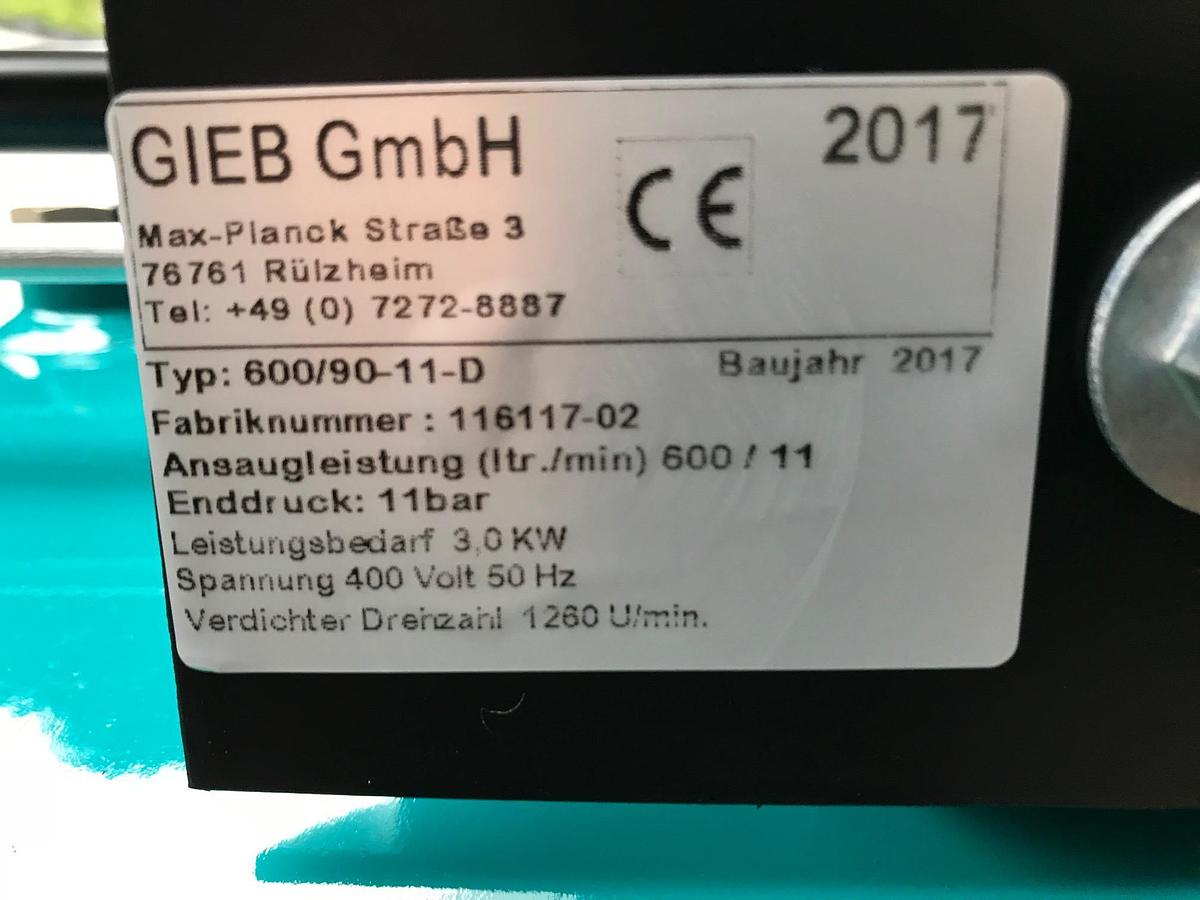 GIEB GmbH
CE
2017
Max-Planck Straße 3
76761 Rülzheim
Tel: +49 (0) 7272-8887
Typ: 600/90-11-D
Baujahr 2017
Fabriknummer : 116117-02
Ansaugleistung (ltr./min) 600 / 11
Enddruck: 11bar
Leistungsbedarf 3,0 KW
Spannung 400 Volt 50 Hz
Verdichter Drehzahl 1260 U/min.